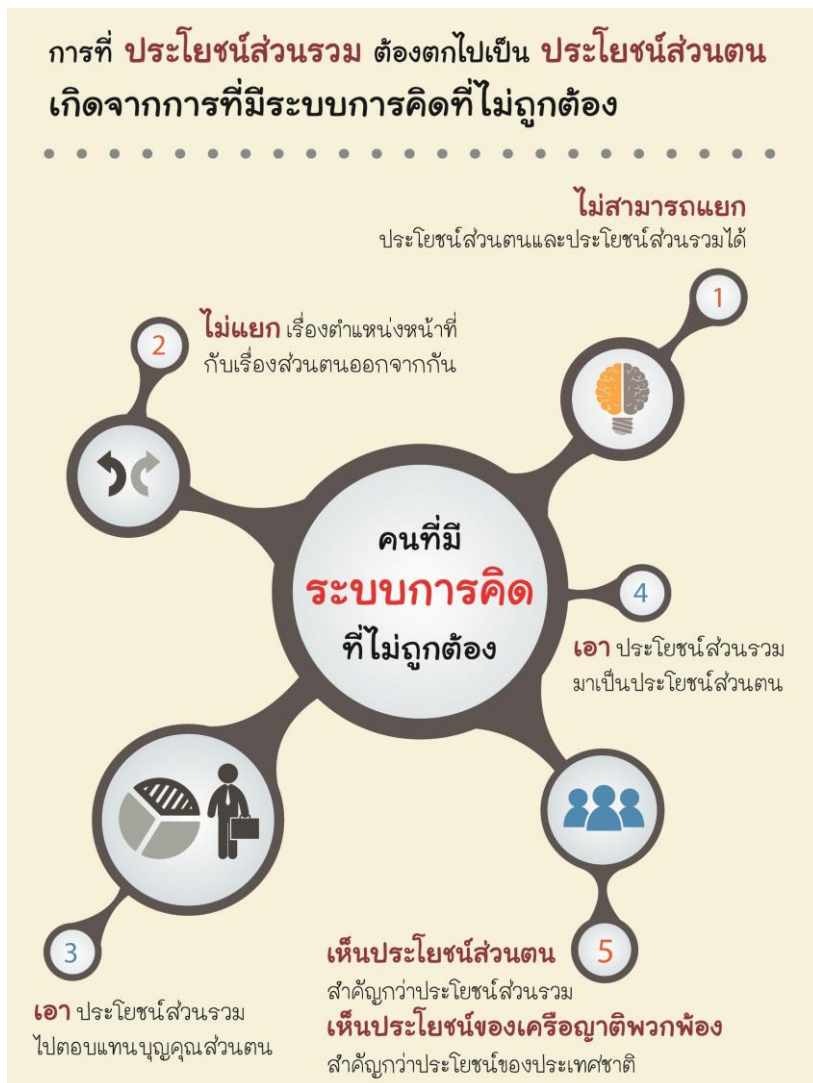 การที่ ประโยชน์ส่วนรวม ต้องตกไปเป็น ประโยชน์ส่วนตน
เกิดจากการที่มีระบบการคิดที่ไม่ถูกต้อง
ไม่สามารถแยก
ประโยชน์ส่วนตนและประโยชน์ส่วนรวมได้
1
2
ไม่แยก เรื่องตำแหน่งหน้าที่
กับเรื่องส่วนตนออกจากกัน
คนที่มี
ระบบการคิด
ที่ไม่ถูกต้อง
4
เอา ประโยชน์ส่วนรวม
มาเป็นประโยชน์ส่วนตน
3
เอา ประโยชน์ส่วนรวม
ไปตอบแทนบุญคุณส่วนตน
5
เห็นประโยชน์ส่วนตน
สำคัญกว่าประโยชน์ส่วนรวม
เห็นประโยชน์ของเครือญาติพวกพ้อง
สำคัญกว่าประโยชน์ของประเทศชาติ